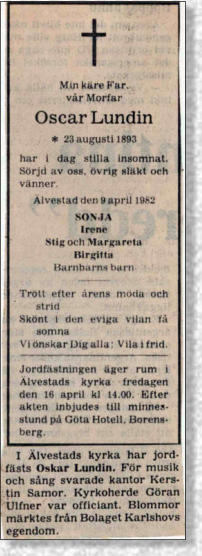 Min käre Far.
vår Morfar
Oscar Lundin
* 23 augusti 1893
har i dag stilla insomnat.
Sörjd av oss, övrig släkt och
vänner.
Älvestad den 9 april 1982
SONJA
Irene
Stig och Margareta
Birgitta
Barnbarns barn
Trött efter årens möda och
strid
Skönt i den eviga vilan få
somna
Vi önskar Dig alla: Vila i frid.
Jordfästningen äger rum i
Älvestads kyrka fredagen
den 16 april kl 14.00. Efter
akten inbjudes till minnes-
stund på Göta Hotell, Borens-
berg.
I Älvestads kyrka har jord-
fästs Oskar Lundin. För musik
och sång svarade kantor Kers-
tin Samor. Kyrkoherde Göran
Ulfner var officiant. Blommor
märktes från Bolaget Karlshovs
egendom.